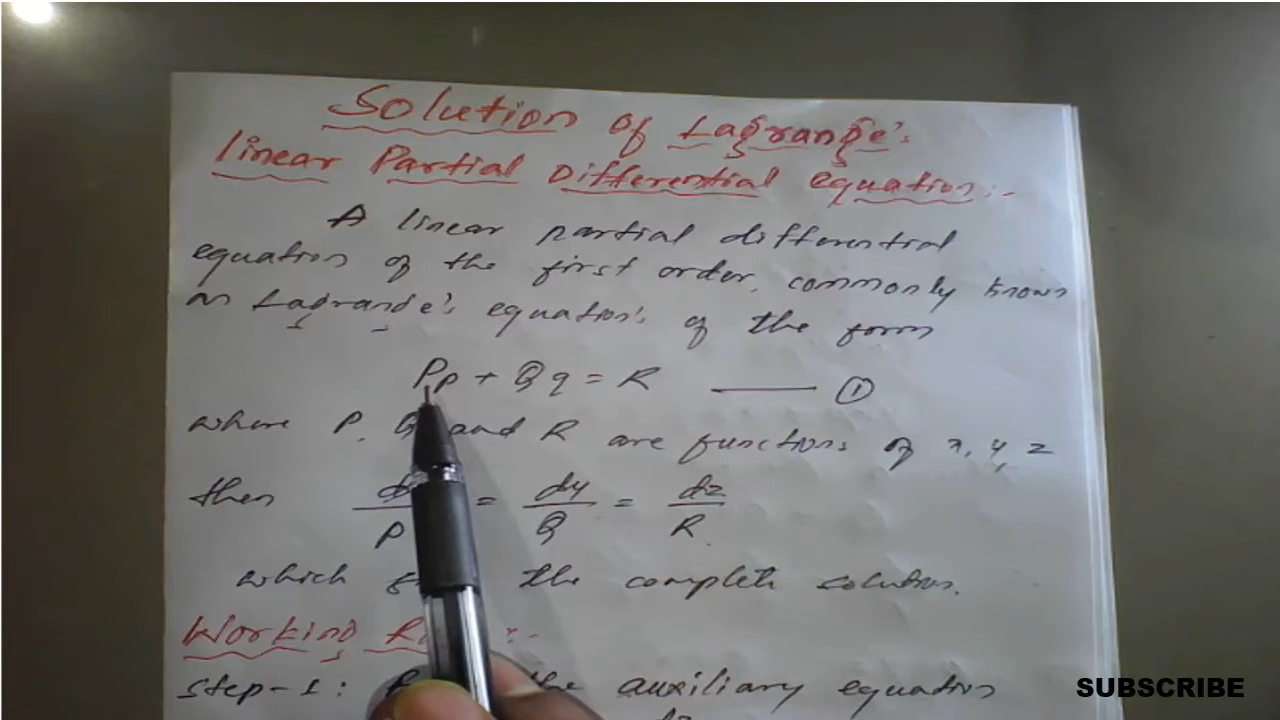 Solution of Lagrange's
Linear Partial Differential equation:-
A linear partial differential
equation of the first order, commonly known
as Lagrange's equation's of the form
Pp + Qq = R ——— ①
where P, Q and R are functions of x, y, z
then = dy/Q = dz/R
which the complete solution.
Working
Step-1: the auxiliary equation
SUBSCRIBE